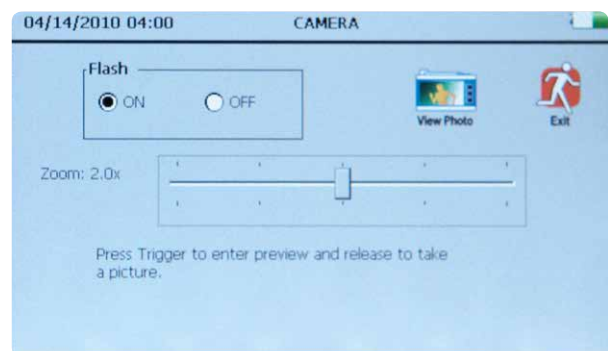 04/14/2010 04:00 CAMERA
Flash
ON OFF
View Photo Exit
Zoom: 2.0x
Press Trigger to enter preview and release to take
a picture.